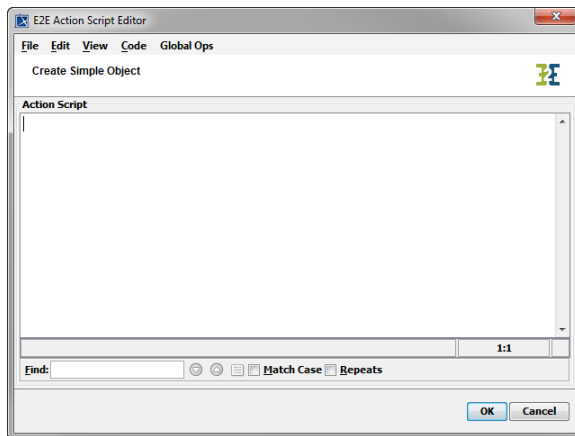 E2E Action Script Editor
File Edit View Code Global Ops
Create Simple Object
E2E
Action Script
1:1
Find: Match Case Repeats
OK Cancel